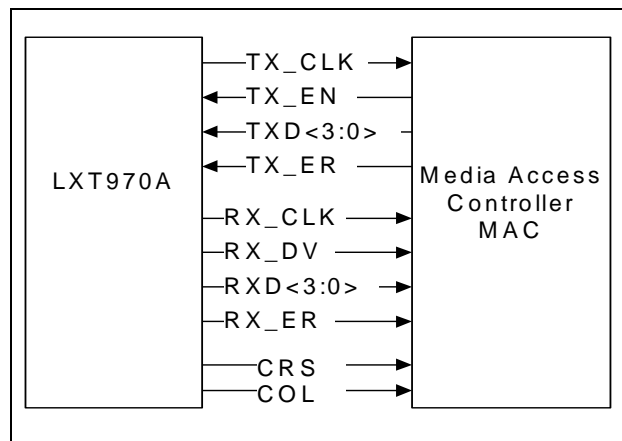 TX_CLK
TX_EN
TXD<3:0>
TX_ER
LXT970A
Media Access
Controller
MAC
RX_CLK
RX_DV
RXD<3:0>
RX_ER
CRS
COL